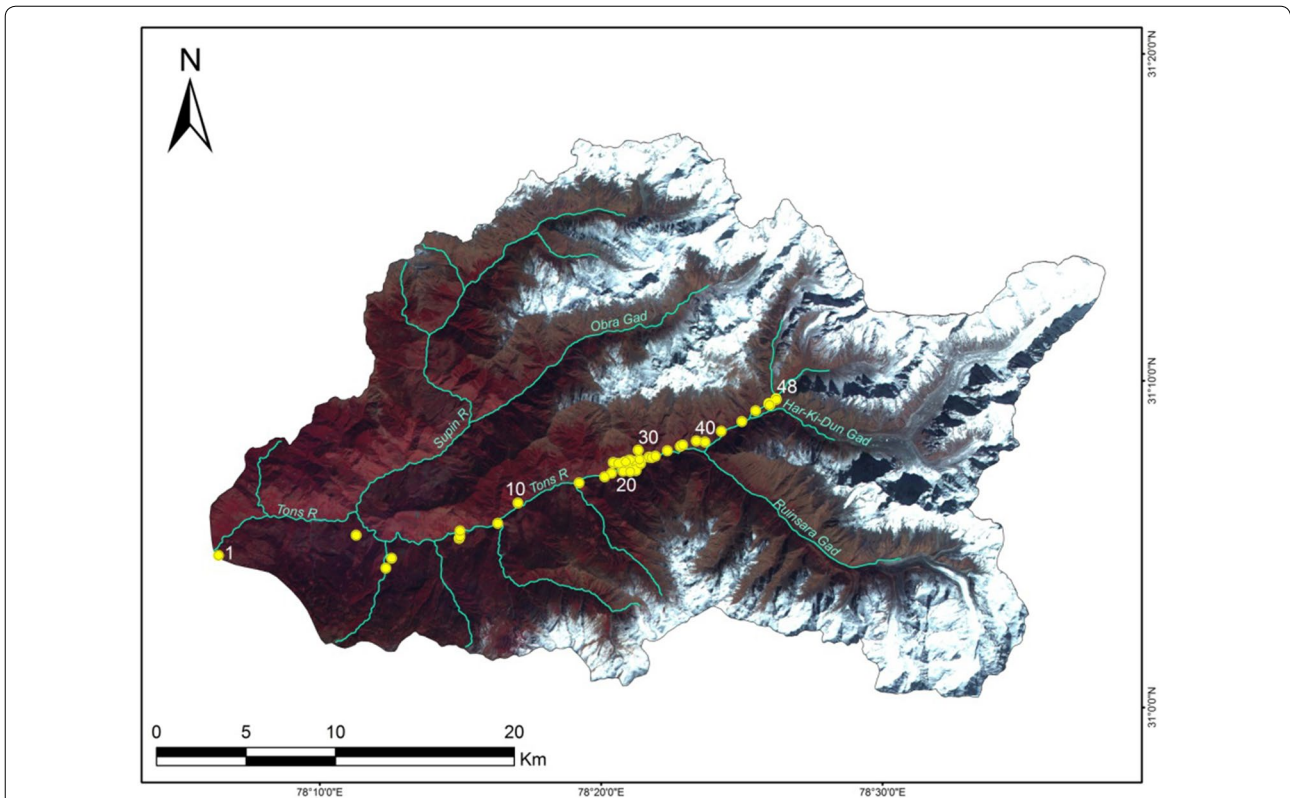 N
31°20'0"N
Obra Gad
31°10'0"N
48
Har-Ki-Dun Gad
Supin R
30
40
10
Tons R
20
Tons R
Ruinsara Gad
1
31°0'0"N
0 5 10 20
Km
78°10'0"E 78°20'0"E 78°30'0"E